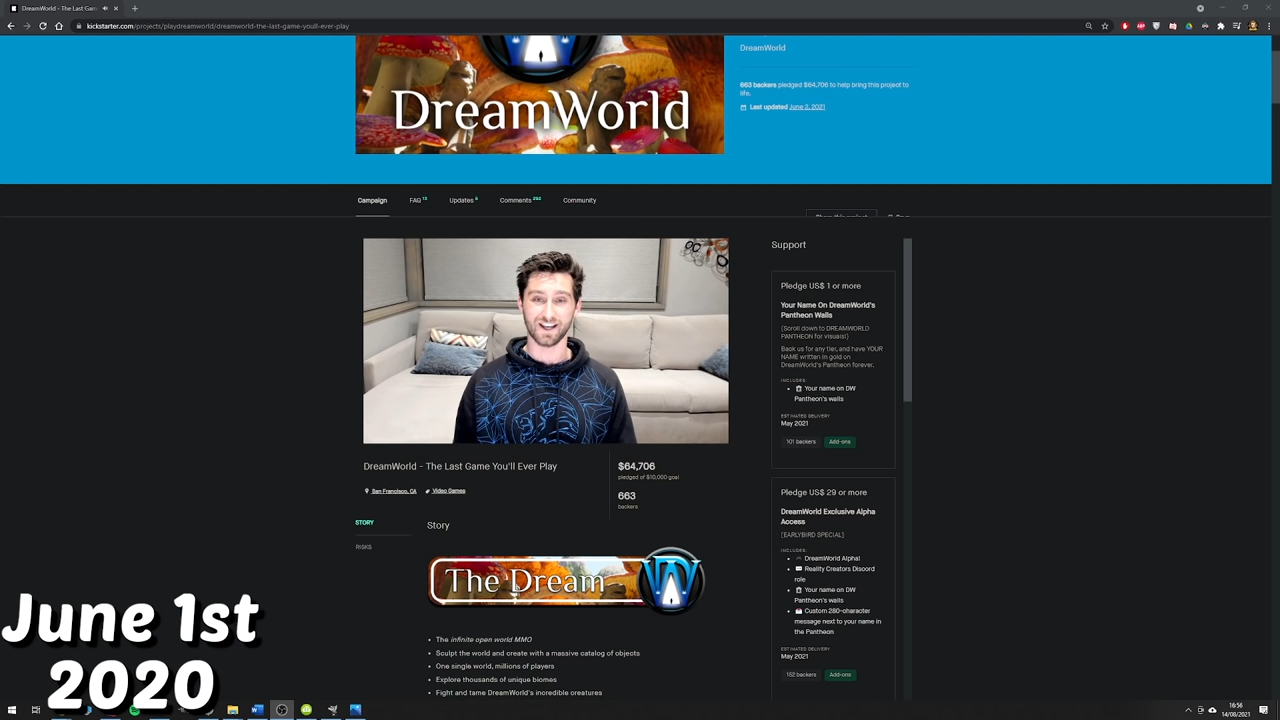 DreamWorld - The Last Gam
kickstarter.com/projects/playdreamworld/dreamworld-the-last-game-youll-ever-play
DreamWorld
DreamWorld
663 backers pledged $64,706 to help bring this project to
life.
Last updated June 2, 2021
Campaign
FAQ 12
Updates
Comments
Community
Share this project
Support
Pledge US$ 1 or more
Your Name On DreamWorld's
Pantheon Walls
(Scroll down to DREAMWORLD
PANTHEON for visuals!)
Back us for any tier, and have YOUR
NAME written in gold on
DreamWorld's Pantheon forever.
INCLUDES:
Your name on DW
Pantheon's walls
ESTIMATED DELIVERY
May 2021
101 backers Add-ons
DreamWorld - The Last Game You'll Ever Play
San Francisco, CA
Video Games
$64,706
pledged of $10,000 goal
663
backers
Pledge US$ 29 or more
DreamWorld Exclusive Alpha
Access
[EARLYBIRD SPECIAL]
INCLUDES:
DreamWorld Alpha!
Reality Creators Discord
role
Your name on DW
Pantheon's walls
Custom 280-character
message next to your name in
the Pantheon
ESTIMATED DELIVERY
May 2021
152 backers Add-ons
STORY
RISKS
Story
The Dream
• The infinite open world MMO
• Sculpt the world and create with a massive catalog of objects
• One single world, millions of players
• Explore thousands of unique biomes
• Fight and tame DreamWorld's incredible creatures
June 1st
2020
16:56
14/08/2021